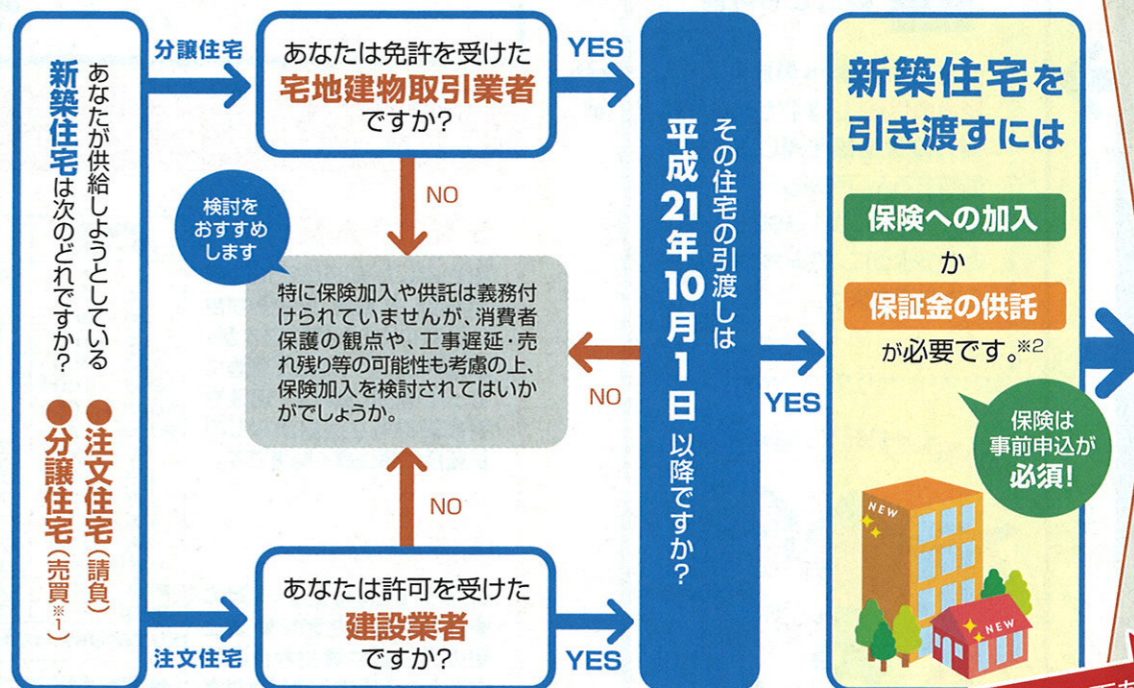 あなたが供給しようとしている
新築住宅は次のどれですか?
●注文住宅(請負)
●分譲住宅(売買※1)
分譲住宅
あなたは免許を受けた
宅地建物取引業者
ですか?
YES
NO
検討を
おすすめ
します
特に保険加入や供託は義務付
けられていませんが、消費者
保護の観点や、工事遅延・売
れ残り等の可能性も考慮の上、
保険加入を検討されてはいか
がでしょうか。
NO
注文住宅
あなたは許可を受けた
建設業者
ですか?
YES
その住宅の引渡しは
平成21年10月1日以降ですか?
NO
YES
新築住宅を
引き渡すには
保険への加入
か
保証金の供託
が必要です。※2
保険は
事前申込が
必須!
NEW
NEW